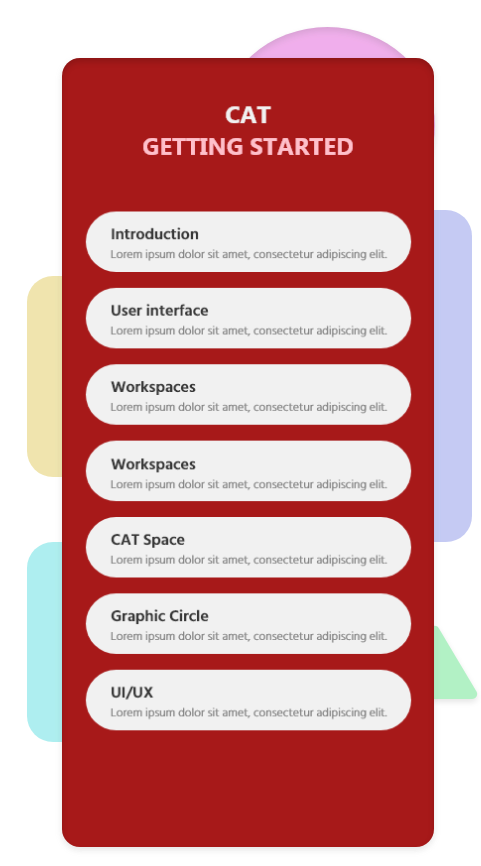 CAT
GETTING STARTED
Introduction
Lorem ipsum dolor sit amet, consectetur adipiscing elit.
User interface
Lorem ipsum dolor sit amet, consectetur adipiscing elit.
Workspaces
Lorem ipsum dolor sit amet, consectetur adipiscing elit.
Workspaces
Lorem ipsum dolor sit amet, consectetur adipiscing elit.
CAT Space
Lorem ipsum dolor sit amet, consectetur adipiscing elit.
Graphic Circle
Lorem ipsum dolor sit amet, consectetur adipiscing elit.
UI/UX
Lorem ipsum dolor sit amet, consectetur adipiscing elit.